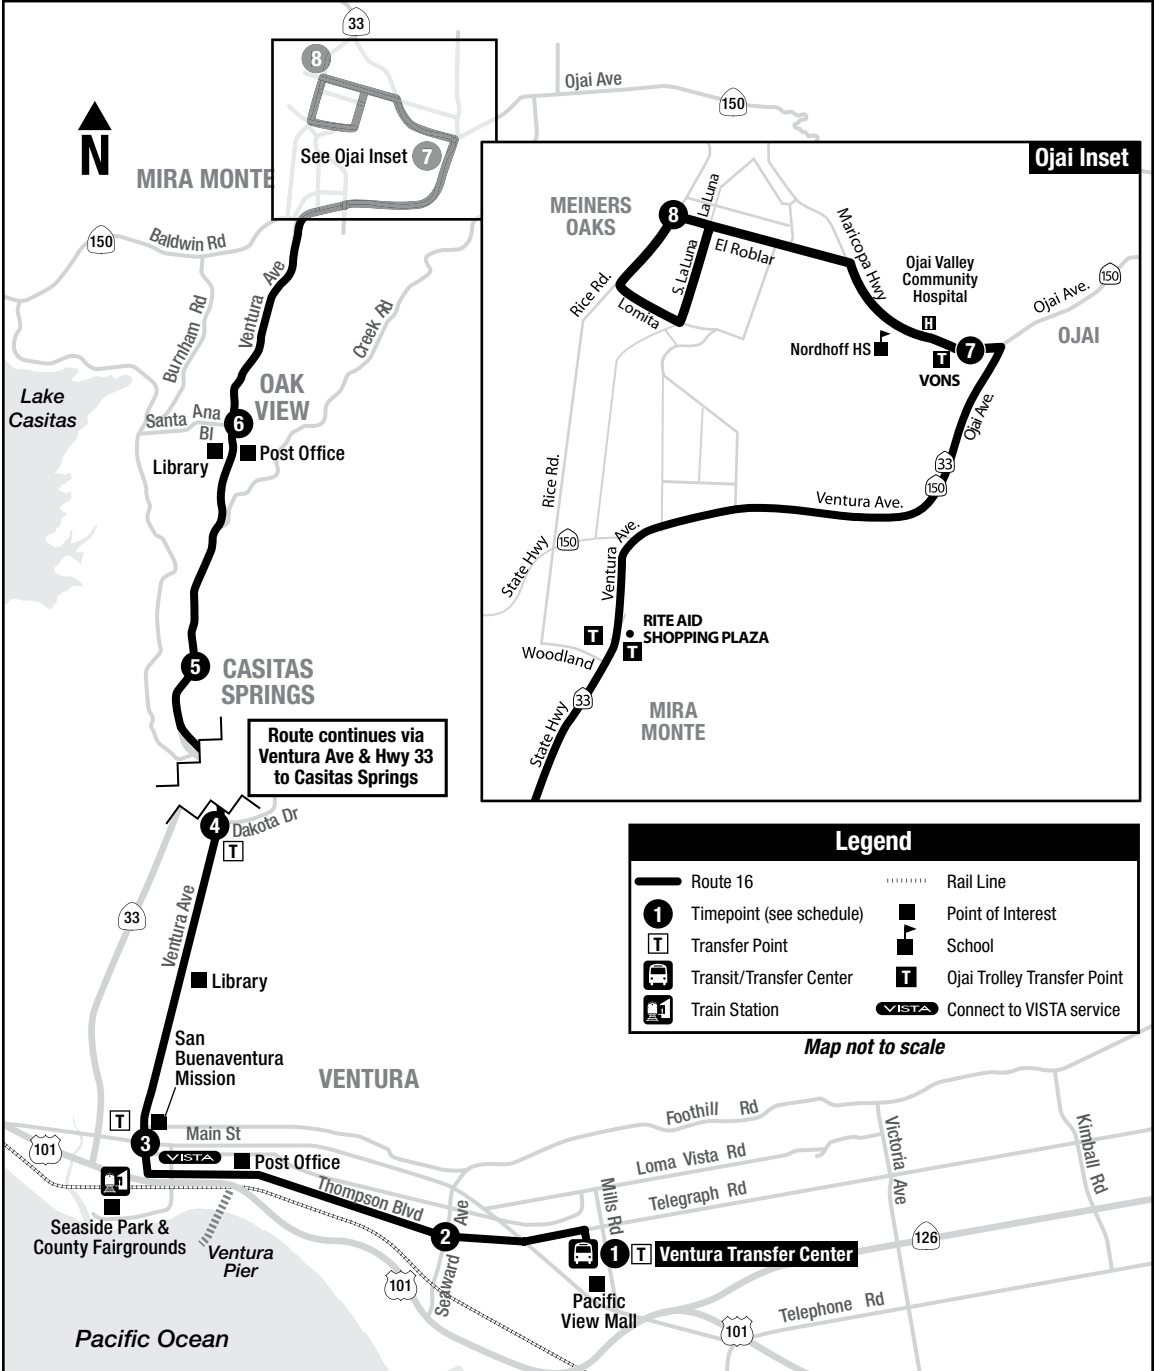 33
8
Ojai Ave
150
N
See Ojai Inset
7
MIRA MONTE
150
Baldwin Rd
Burnham Rd
Ventura Ave
Creek Rd
Lake
Casitas
OAK
VIEW
Santa Ana
Bl
6
Library
Post Office
5
CASITAS
SPRINGS
Route continues via
Ventura Ave & Hwy 33
to Casitas Springs
Ojai Inset
MEINERS
OAKS
8
La Luna
El Roblar
S. La Luna
Rice Rd.
Lomita
Maricopa Hwy
Ojai Valley
Community
Hospital
H
Nordhoff HS
T
7
VONS
Ojai Ave.
150
OJAI
Ojai Ave.
33
150
Ventura Ave.
Rice Rd.
State Hwy
150
Ventura Ave.
T
RITE AID
SHOPPING PLAZA
T
Woodland
33
State Hwy
MIRA
MONTE
4
Dakota Dr
T
33
Ventura Ave
Library
San
Buenaventura
Mission
VENTURA
T
3
Main St
VISTA
Post Office
101
Seaside Park &
County Fairgrounds
Ventura
Pier
Thompson Blvd
2
Seaward Ave
101
Pacific Ocean
Foothill Rd
Loma Vista Rd
Telegraph Rd
Mills Rd
Victoria Ave
Kimball Rd
126
1
T
Ventura Transfer Center
Pacific
View Mall
101
Telephone Rd
Legend
Route 16
Rail Line
1
Timepoint (see schedule)
Point of Interest
T
Transfer Point
School
Transit/Transfer Center
T
Ojai Trolley Transfer Point
Train Station
VISTA
Connect to VISTA service
Map not to scale